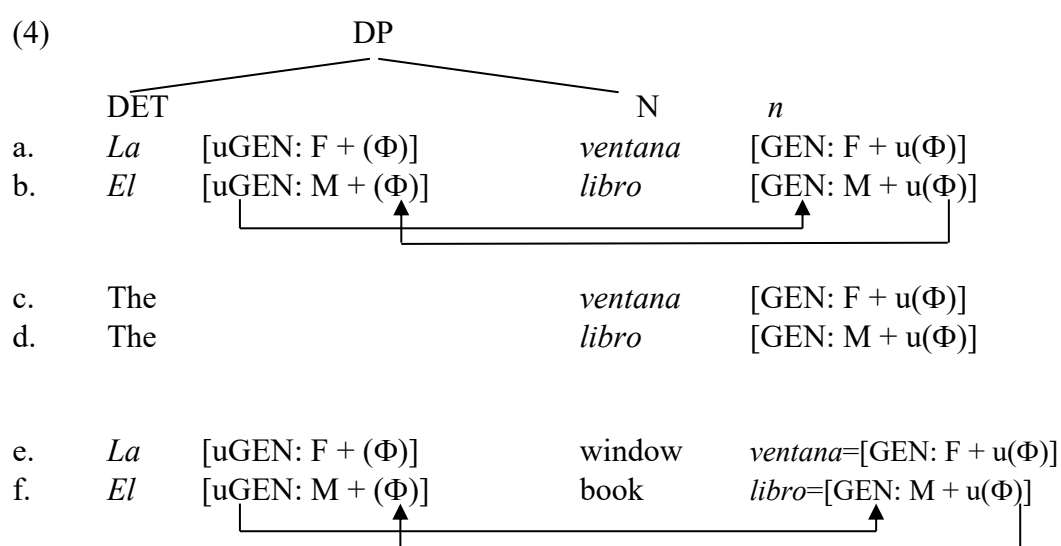 (4) DP
DET N n
a. La [uGEN: F + (Φ)] ventana [GEN: F + u(Φ)]
b. El [uGEN: M + (Φ)] libro [GEN: M + u(Φ)]
c. The ventana [GEN: F + u(Φ)]
d. The libro [GEN: M + u(Φ)]
e. La [uGEN: F + (Φ)] window ventana=[GEN: F + u(Φ)]
f. El [uGEN: M + (Φ)] book libro=[GEN: M + u(Φ)]